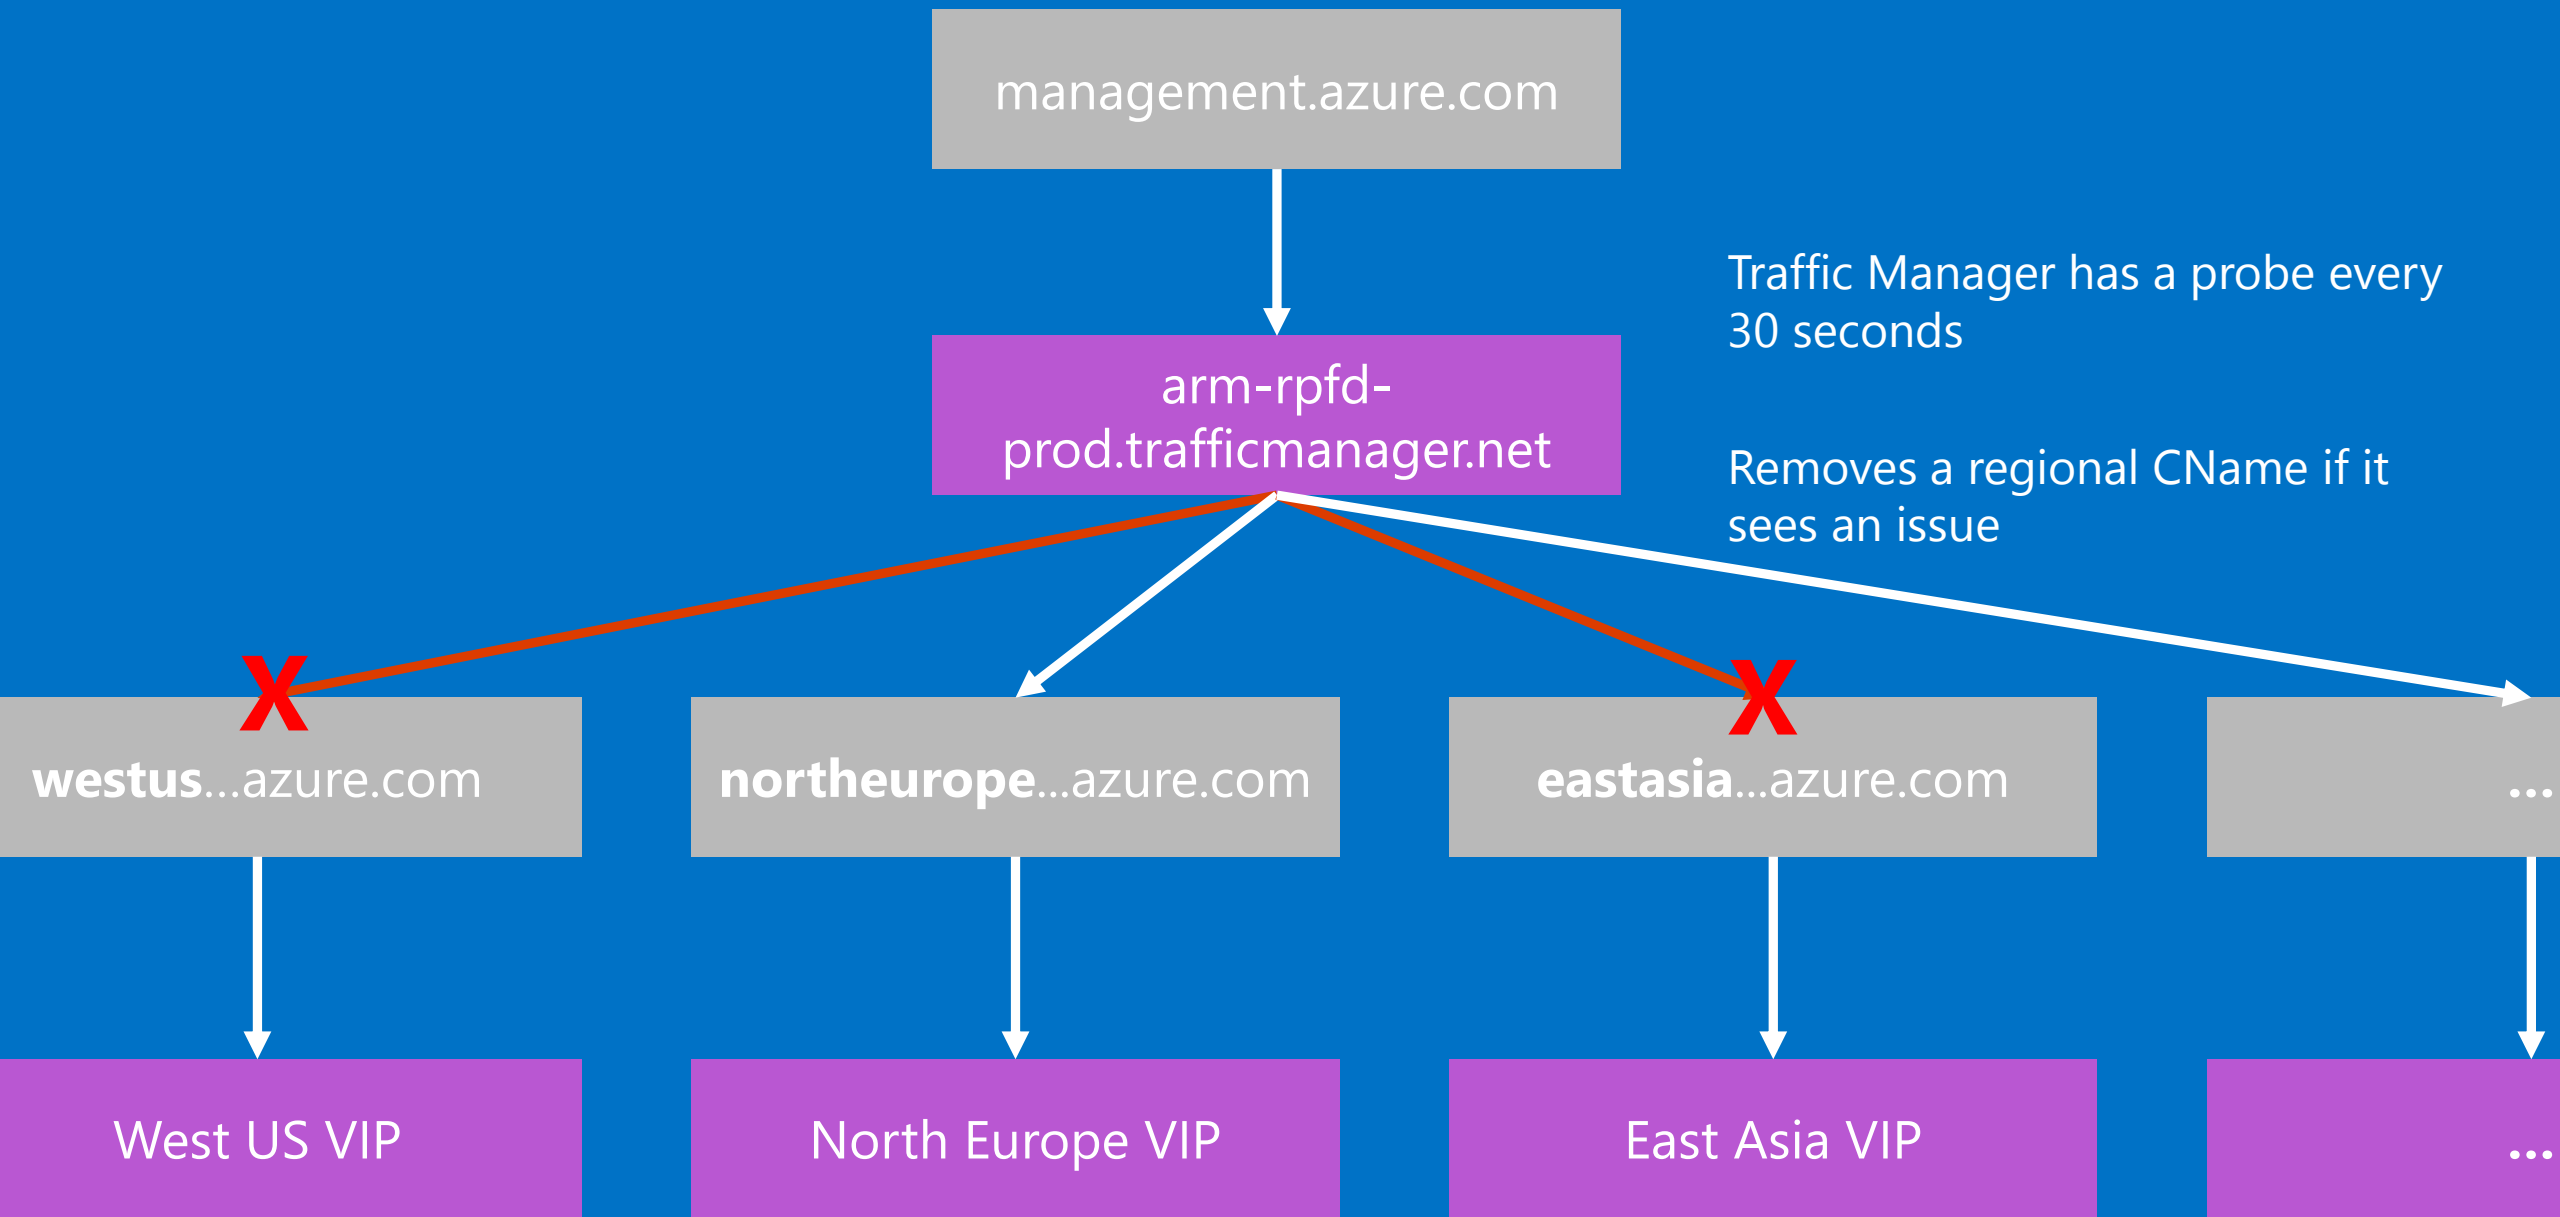 management.azure.com
arm-rpfd-
prod.trafficmanager.net
Traffic Manager has a probe every
30 seconds
Removes a regional CName if it
sees an issue
X
X
westus...azure.com
northeurope...azure.com
eastasia...azure.com
...
West US VIP
North Europe VIP
East Asia VIP
...